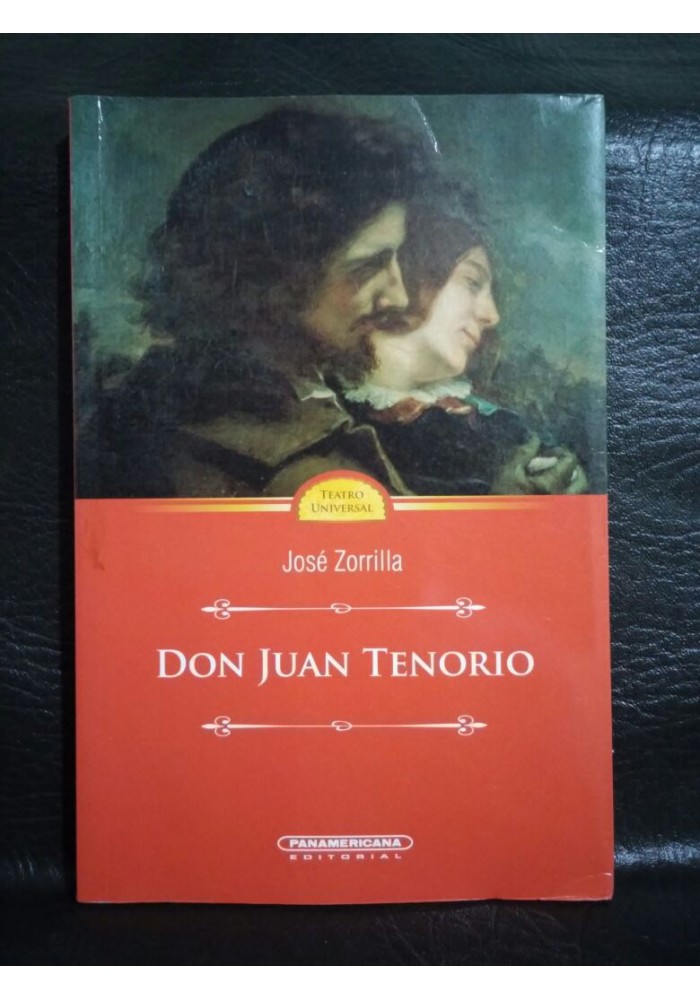 Teatro
Universal
José Zorrilla
Don Juan Tenorio
PANAMERICANA
EDITORIAL